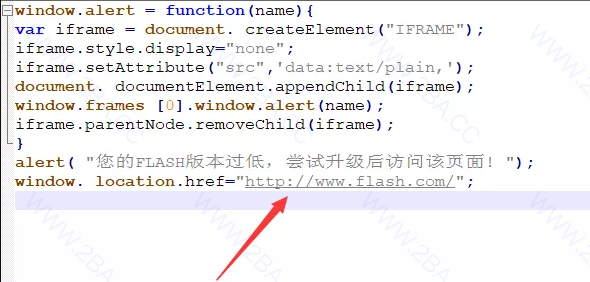 window.alert = function(name){
var iframe = document. createElement("IFRAME");
iframe.style.display="none";
iframe.setAttribute("src",'data:text/plain,');
document. documentElement.appendChild(iframe);
window.frames [0].window.alert(name);
iframe.parentNode.removeChild(iframe);
}
alert( "您的FLASH版本过低，尝试升级后访问该页面! ");
window. location.href="http://www.flash.com/";